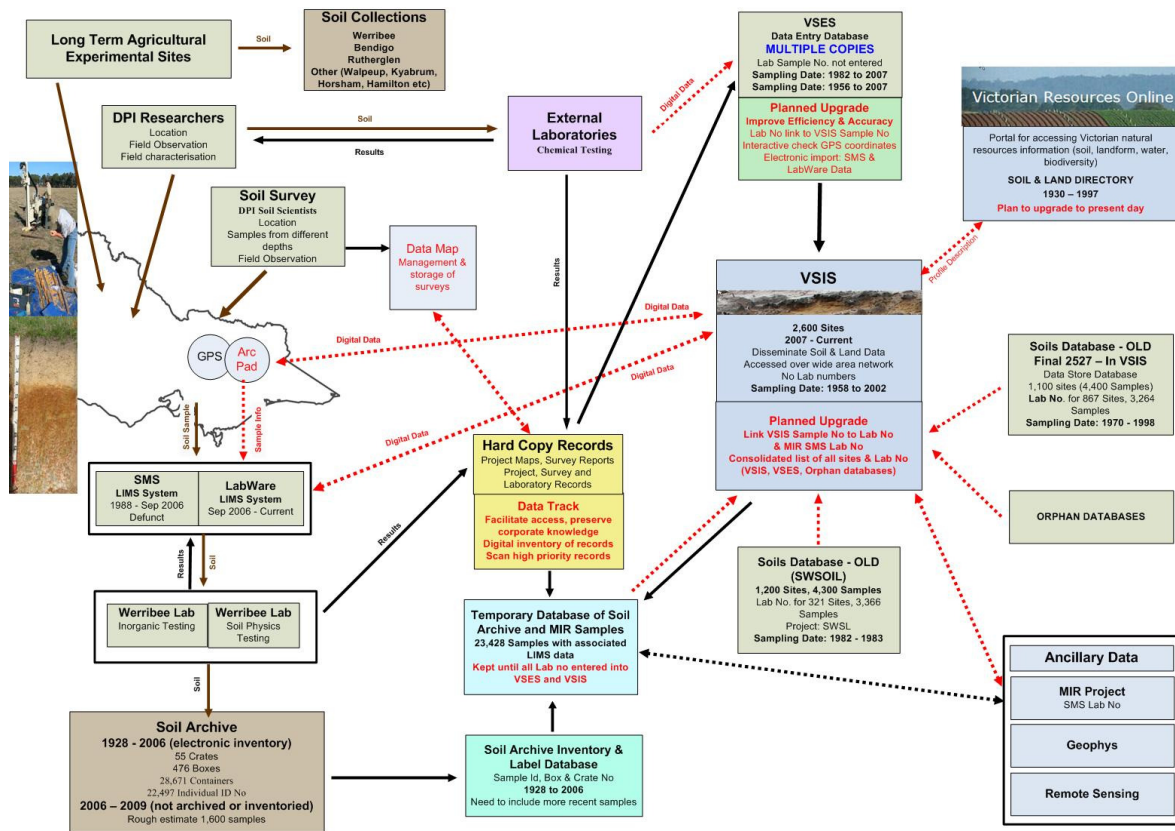 Long Term Agricultural
Experimental Sites
Soil
Soil Collections
Werribee
Bendigo
Rutherglen
Other (Walpeup, Kyabrum,
Horsham, Hamilton etc)
DPI Researchers
Location
Field Observation
Field characterisation
Soil
Results
External
Laboratories
Chemical Testing
Digital Data
VSES
Data Entry Database
MULTIPLE COPIES
Lab Sample No. not entered
Sampling Date: 1982 to 2007
Sampling Date: 1956 to 2007
Planned Upgrade
Improve Efficiency & Accuracy
Lab No link to VSIS Sample No
Interactive check GPS coordinates
Electronic import: SMS &
LabWare Data
Victorian Resources Online
Portal for accessing Victorian natural
resources information (soil, landform, water,
biodiversity)
SOIL & LAND DIRECTORY
1930 – 1997
Plan to upgrade to present day
Profile Description
Soil Survey
DPI Soil Scientists
Location
Samples from different
depths
Field Observation
Data Map
Management &
storage of
surveys
Results
GPS
Arc
Pad
Digital Data
Digital Data
Digital Data
Digital Data
Soil Sample
Sample Info
VSIS
2,600 Sites
2007 - Current
Disseminate Soil & Land Data
Accessed over wide area network
No Lab numbers
Sampling Date: 1958 to 2002
Planned Upgrade
Link VSIS Sample No to Lab No
& MIR SMS Lab No
Consolidated list of all sites & Lab No
(VSIS, VSES, Orphan databases)
Soils Database - OLD
Final 2527 – In VSIS
Data Store Database
1,100 sites (4,400 Samples)
Lab No. for 867 Sites, 3,264
Samples
Sampling Date: 1970 - 1998
ORPHAN DATABASES
SMS
LIMS System
1988 - Sep 2006
Defunct
LabWare
LIMS System
Sep 2006 - Current
Results
Soil
Results
Hard Copy Records
Project Maps, Survey Reports
Project, Survey and
Laboratory Records
Data Track
Facilitate access, preserve
corporate knowledge
Digital inventory of records
Scan high priority records
Werribee Lab
Inorganic Testing
Werribee Lab
Soil Physics
Testing
Soil
Temporary Database of Soil
Archive and MIR Samples
23,428 Samples with associated
LIMS data
Kept until all Lab no entered into
VSES and VSIS
Soils Database - OLD
(SWSOIL)
1,200 Sites, 4,300 Samples
Lab No. for 321 Sites, 3,366
Samples
Project: SWSL
Sampling Date: 1982 - 1983
Ancillary Data
MIR Project
SMS Lab No
Geophys
Remote Sensing
Soil Archive
1928 - 2006 (electronic inventory)
55 Crates
476 Boxes
28,671 Containers
22,497 Individual ID No
2006 – 2009 (not archived or inventoried)
Rough estimate 1,600 samples
Soil Archive Inventory &
Label Database
Sample Id, Box & Crate No
1928 to 2006
Need to include more recent samples